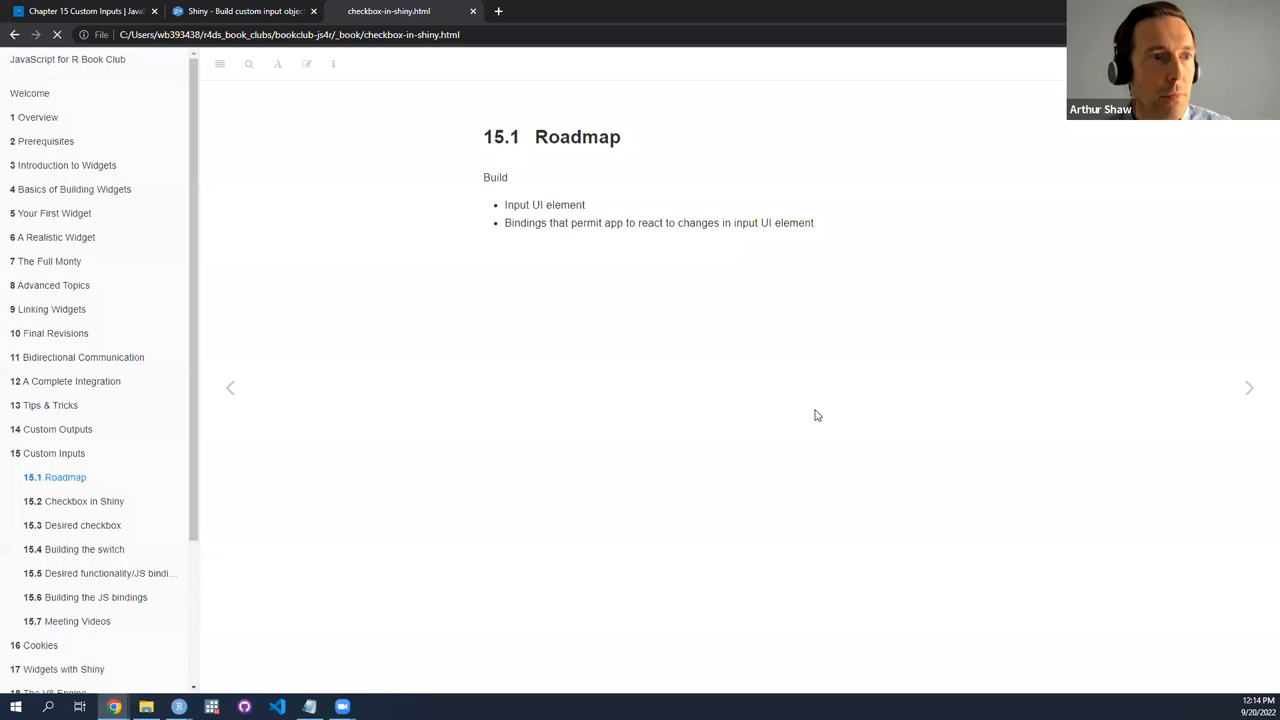 Chapter 15 Custom Inputs | Java
Shiny - Build custom input objec
checkbox-in-shiny.html
File
C:/Users/wb393438/r4ds_book_clubs/bookclub-js4r/_book/checkbox-in-shiny.html
Arthur Shaw
JavaScript for R Book Club
Welcome
1 Overview
2 Prerequisites
3 Introduction to Widgets
4 Basics of Building Widgets
5 Your First Widget
6 A Realistic Widget
7 The Full Monty
8 Advanced Topics
9 Linking Widgets
10 Final Revisions
11 Bidirectional Communication
12 A Complete Integration
13 Tips & Tricks
14 Custom Outputs
15 Custom Inputs
15.1 Roadmap
15.2 Checkbox in Shiny
15.3 Desired checkbox
15.4 Building the switch
15.5 Desired functionality/JS bindi...
15.6 Building the JS bindings
15.7 Meeting Videos
16 Cookies
17 Widgets with Shiny
18 The V8 Engine
15.1 Roadmap
Build
• Input UI element
• Bindings that permit app to react to changes in input UI element
12:14 PM
9/20/2022